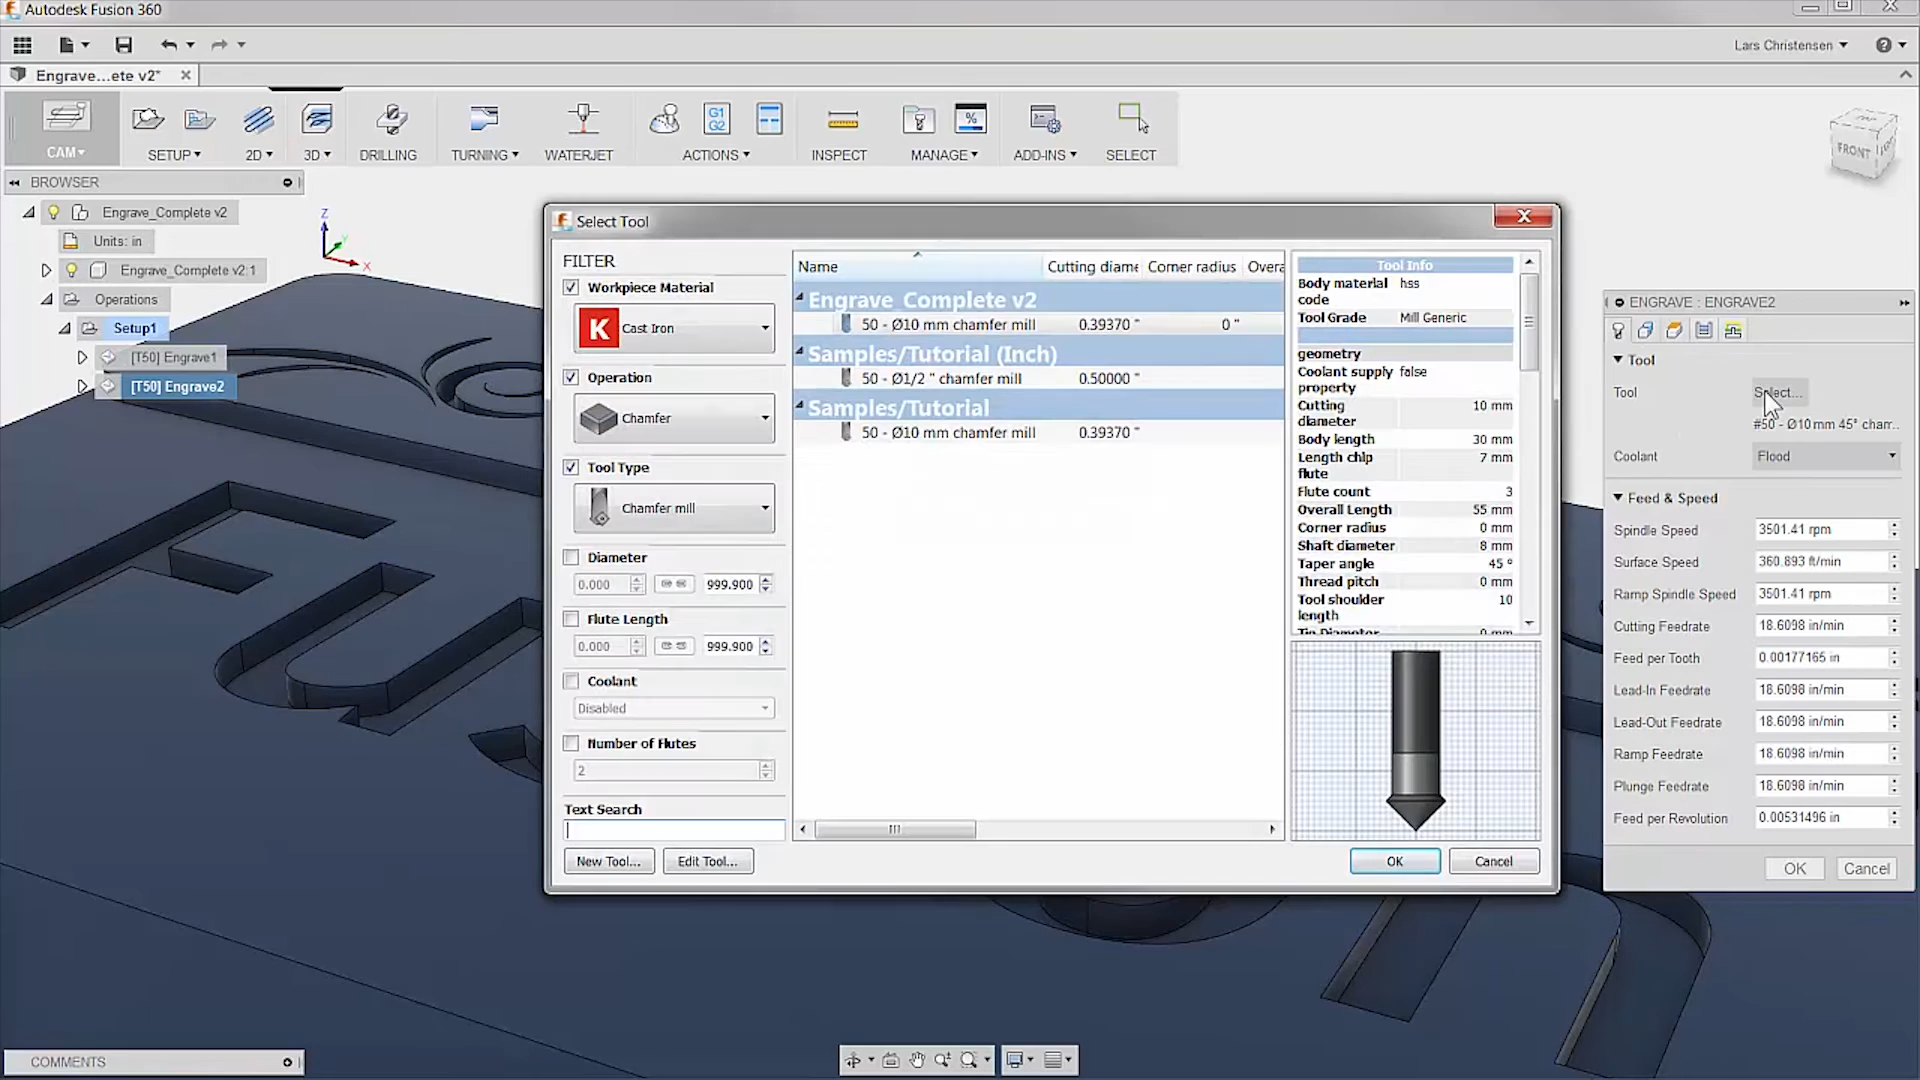 Autodesk Fusion 360
Lars Christensen
Engrave...ete v2*
CAM
SETUP
2D
3D
DRILLING
TURNING
WATERJET
G1
G2
ACTIONS
INSPECT
%
MANAGE
ADD-INS
SELECT
BROWSER
Engrave_Complete v2
Units: in
Engrave_Complete v2:1
Operations
Setup1
[T50] Engrave1
[T50] Engrave2
Z
Y
X
FRONT
Select Tool
FILTER
Workpiece Material
K
Cast Iron
Operation
Chamfer
Tool Type
Chamfer mill
Diameter
0.000
999.900
Flute Length
0.000
999.900
Coolant
Disabled
Number of Flutes
2
Text Search
New Tool...
Edit Tool...
Name
Cutting diame
Corner radius
Overa
Engrave_Complete v2
50 - Ø10 mm chamfer mill 0.39370 " 0 "
Samples/Tutorial (Inch)
50 - Ø1/2 " chamfer mill 0.50000 "
Samples/Tutorial
50 - Ø10 mm chamfer mill 0.39370 "
Tool Info
Body material code hss
Tool Grade Mill Generic
geometry
Coolant supply property false
Cutting diameter 10 mm
Body length 30 mm
Length chip flute 7 mm
Flute count 3
Overall Length 55 mm
Corner radius 0 mm
Shaft diameter 8 mm
Taper angle 45 °
Thread pitch 0 mm
Tool shoulder length 10
Tip Diameter 0 mm
OK
Cancel
ENGRAVE : ENGRAVE2
Tool
Tool Select...
#50 - Ø10 mm 45° cham..
Coolant Flood
Feed & Speed
Spindle Speed 3501.41 rpm
Surface Speed 360.893 ft/min
Ramp Spindle Speed 3501.41 rpm
Cutting Feedrate 18.6098 in/min
Feed per Tooth 0.00177165 in
Lead-In Feedrate 18.6098 in/min
Lead-Out Feedrate 18.6098 in/min
Ramp Feedrate 18.6098 in/min
Plunge Feedrate 18.6098 in/min
Feed per Revolution 0.00531496 in
OK
Cancel
COMMENTS